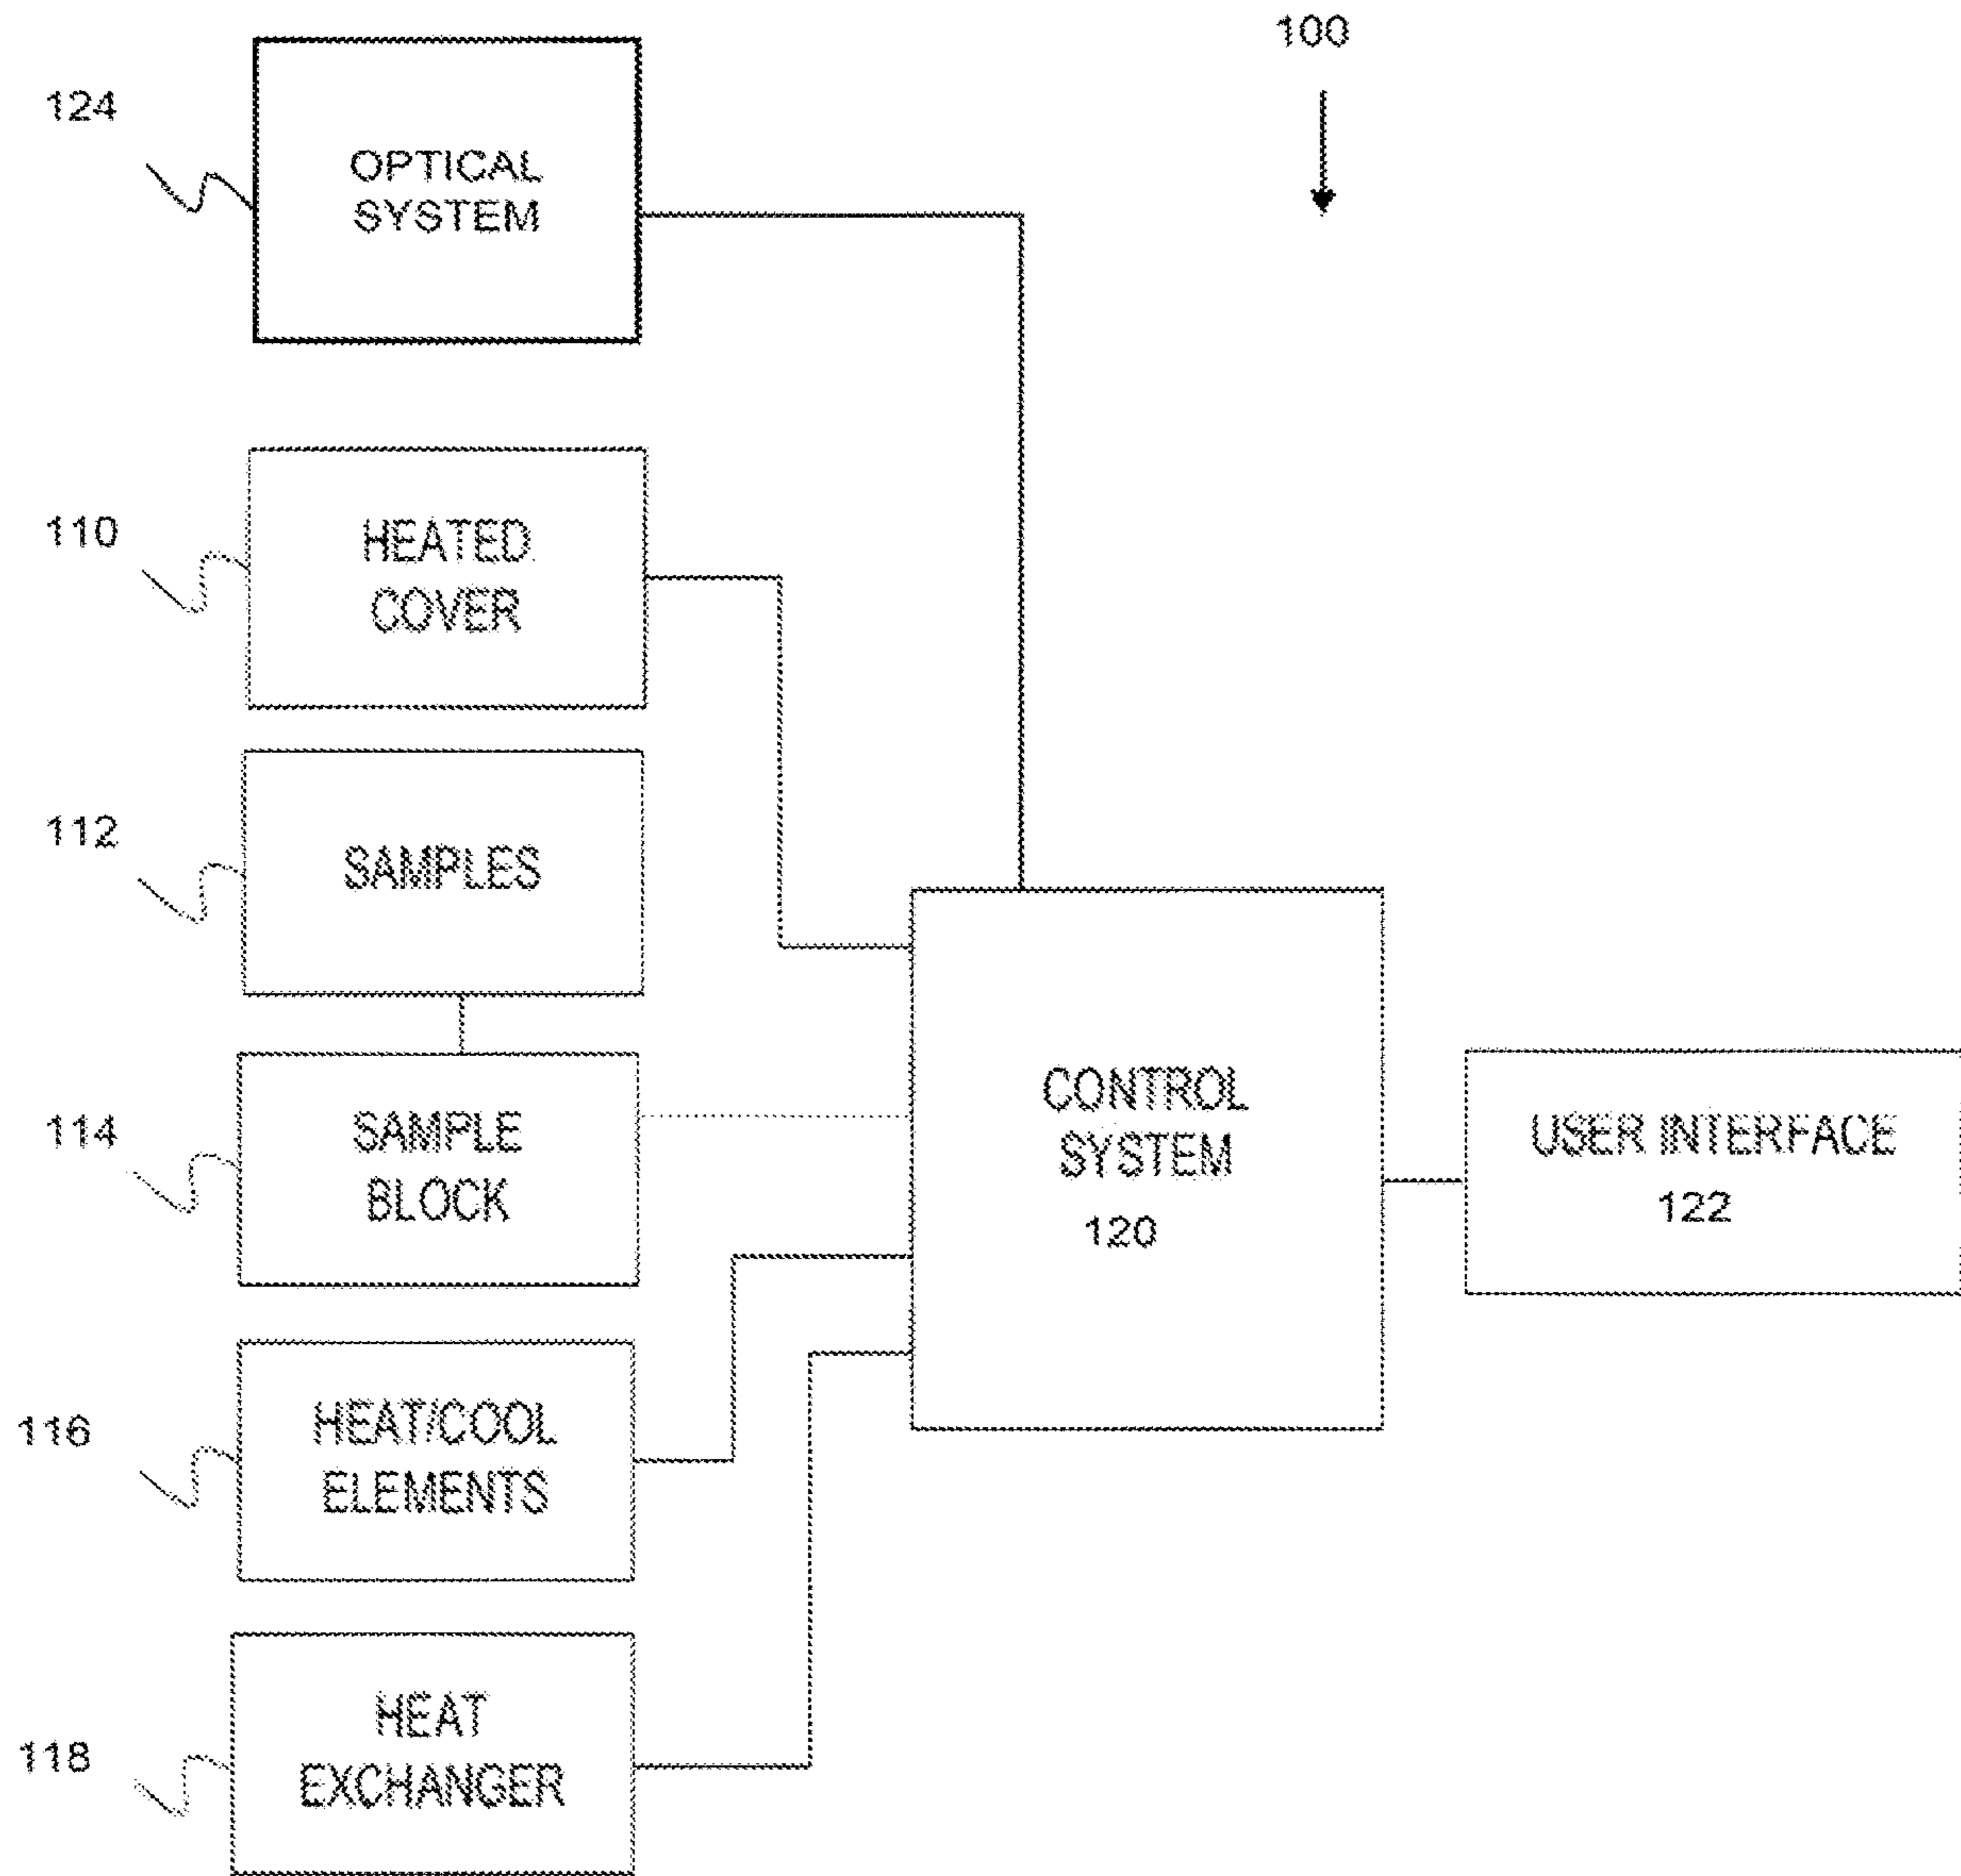 100
124
OPTICAL
SYSTEM
110
HEATED
COVER
112
SAMPLES
114
SAMPLE
BLOCK
116
HEAT/COOL
ELEMENTS
118
HEAT
EXCHANGER
CONTROL
SYSTEM
120
USER INTERFACE
122